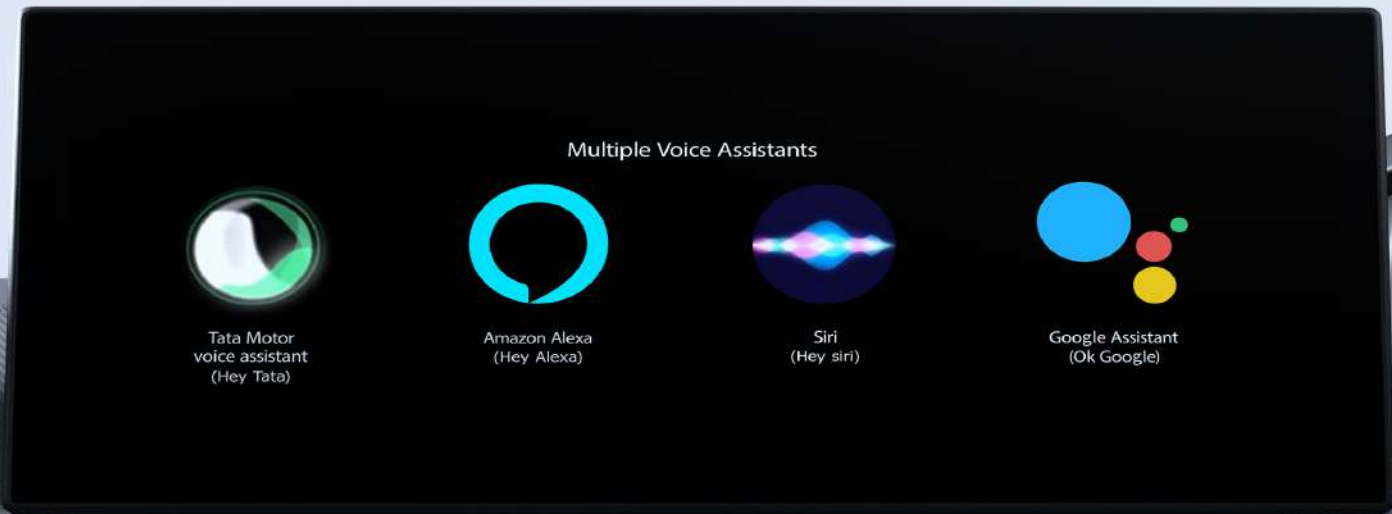 Multiple Voice Assistants
Tata Motor
voice assistant
(Hey Tata)
Amazon Alexa
(Hey Alexa)
Siri
(Hey siri)
Google Assistant
(Ok Google)